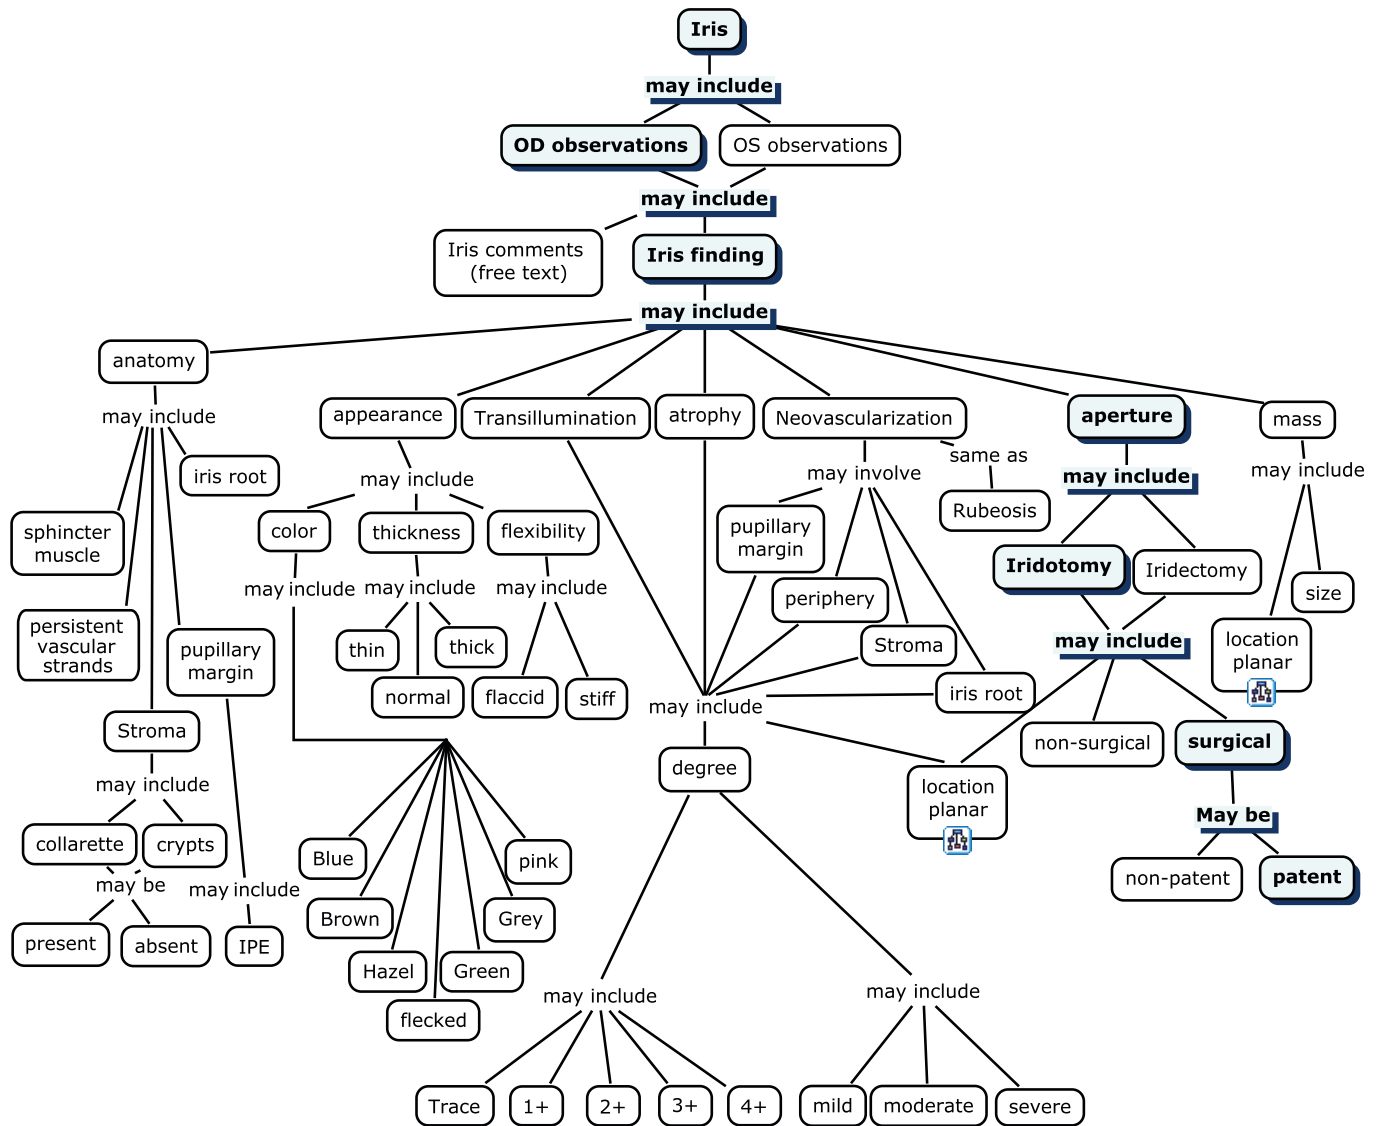 Iris
may include
OD observations
OS observations
may include
Iris comments
(free text)
Iris finding
may include
anatomy
may include
iris root
sphincter
muscle
persistent
vascular
strands
pupillary
margin
Stroma
may include
collarette
crypts
may be
present
absent
may include
IPE
appearance
may include
color
thickness
flexibility
may include
may include
may include
thin
thick
normal
flaccid
stiff
Blue
Brown
Hazel
flecked
Green
Grey
pink
Transillumination
atrophy
Neovascularization
same as
Rubeosis
may involve
pupillary
margin
periphery
Stroma
iris root
may include
degree
location
planar
may include
Trace
1+
2+
3+
4+
may include
mild
moderate
severe
aperture
may include
Iridotomy
Iridectomy
may include
non-surgical
surgical
May be
non-patent
patent
mass
may include
size
location
planar